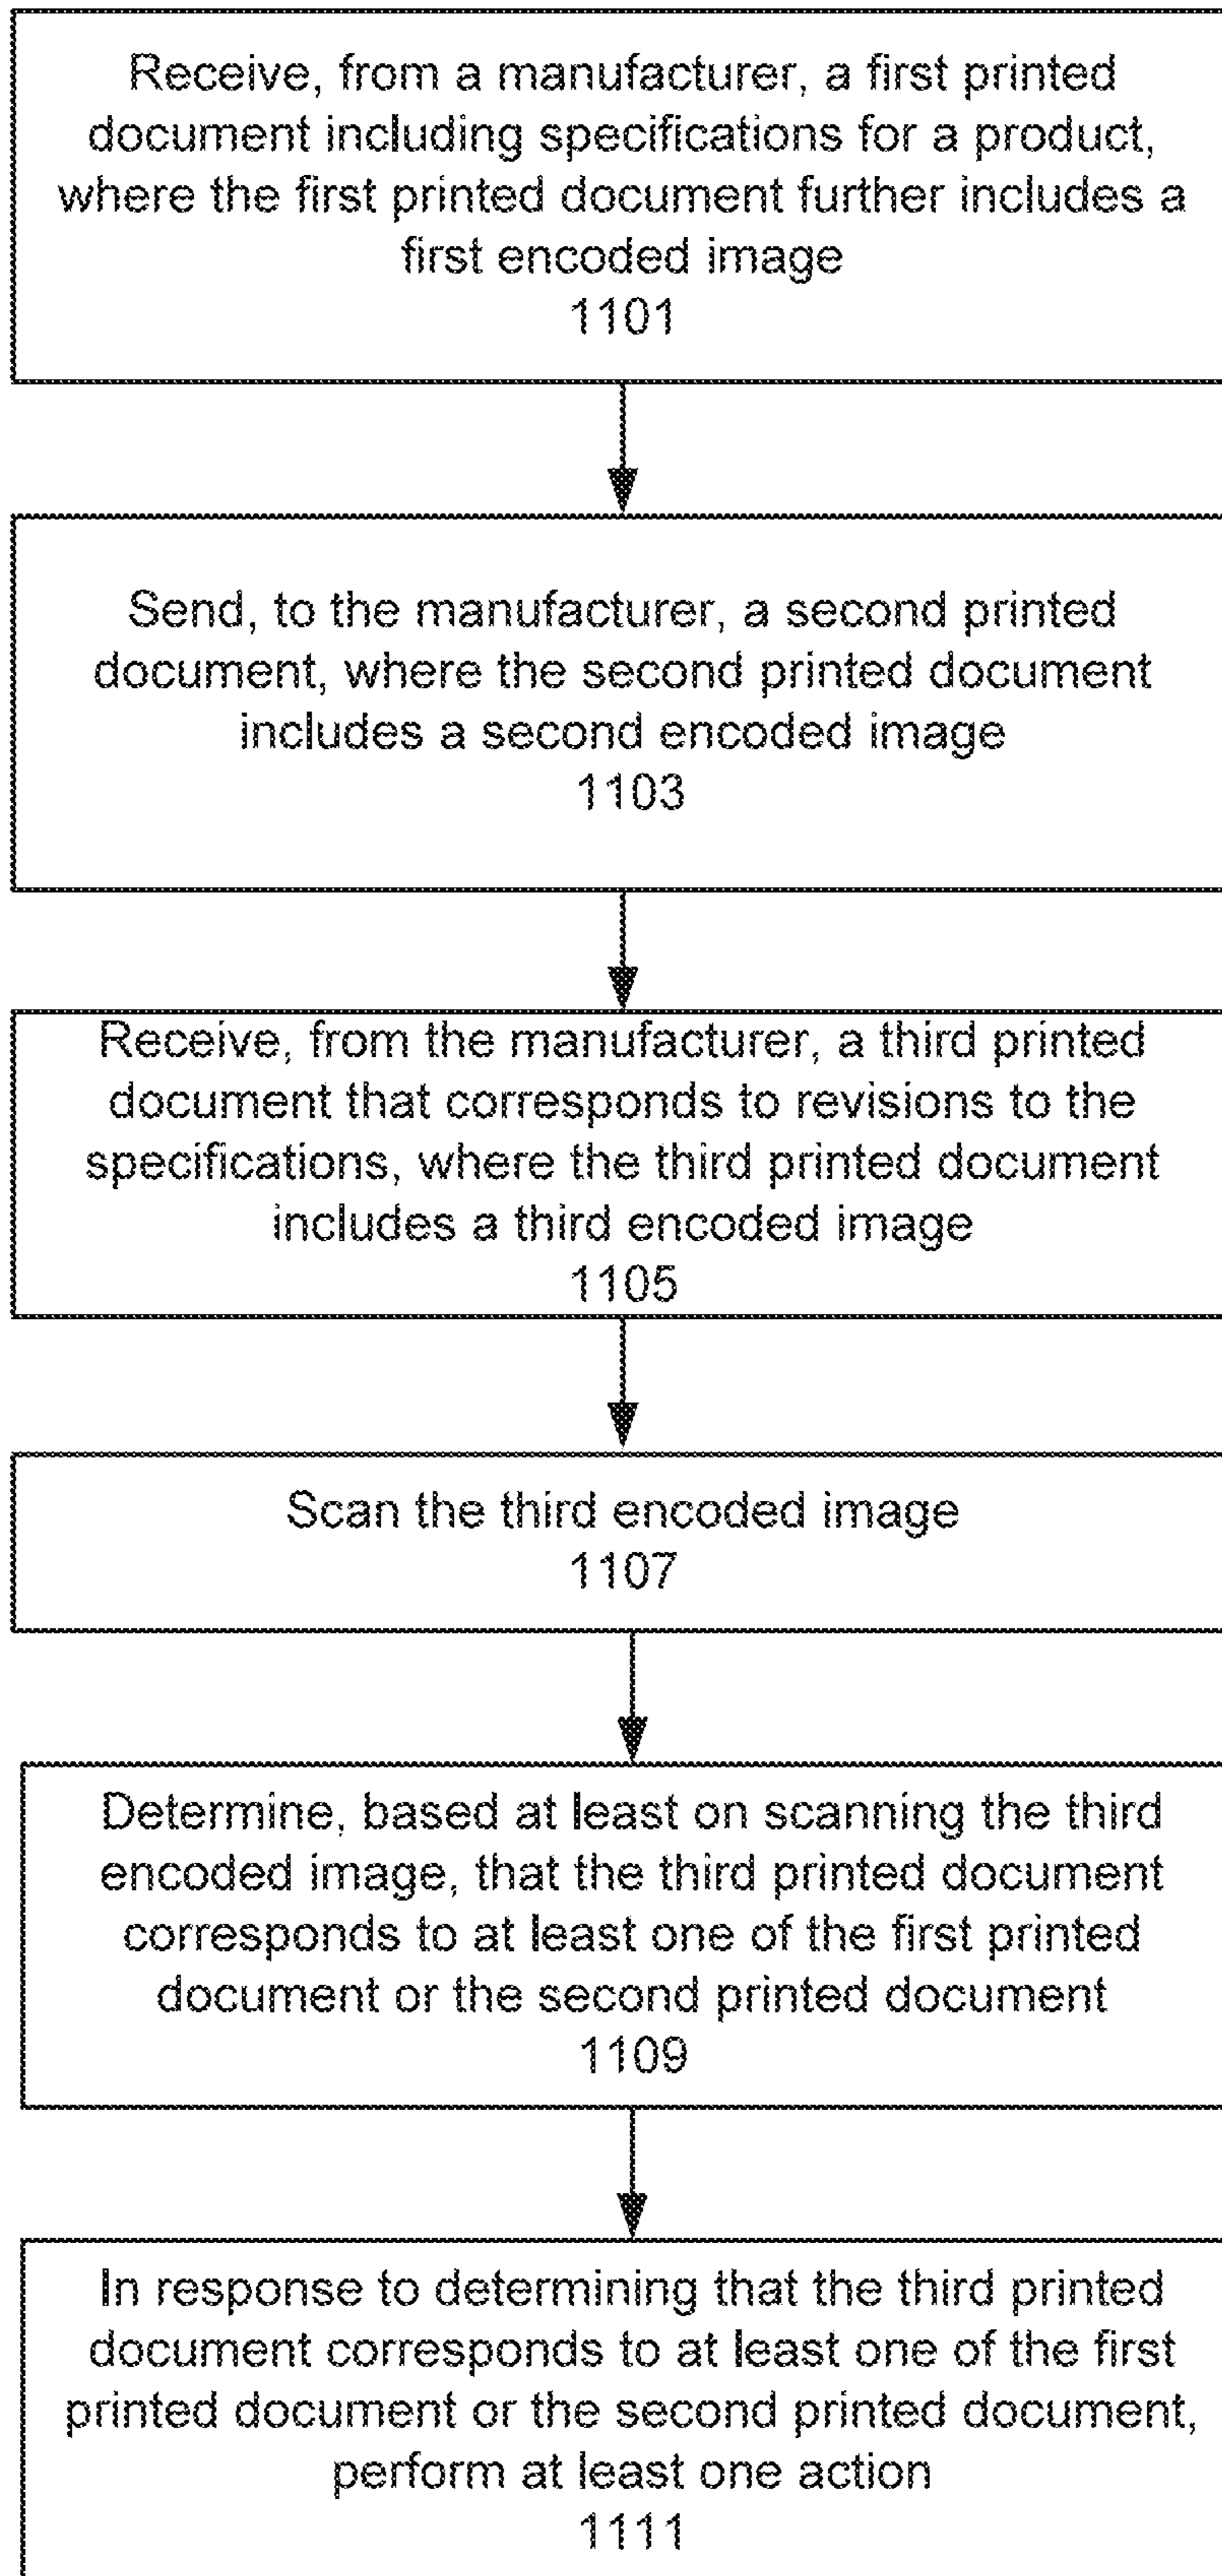 Receive, from a manufacturer, a first printed
document including specifications for a product,
where the first printed document further includes a
first encoded image
1101
Send, to the manufacturer, a second printed
document, where the second printed document
includes a second encoded image
1103
Receive, from the manufacturer, a third printed
document that corresponds to revisions to the
specifications, where the third printed document
includes a third encoded image
1105
Scan the third encoded image
1107
Determine, based at least on scanning the third
encoded image, that the third printed document
corresponds to at least one of the first printed
document or the second printed document
1109
In response to determining that the third printed
document corresponds to at least one of the first
printed document or the second printed document,
perform at least one action
1111